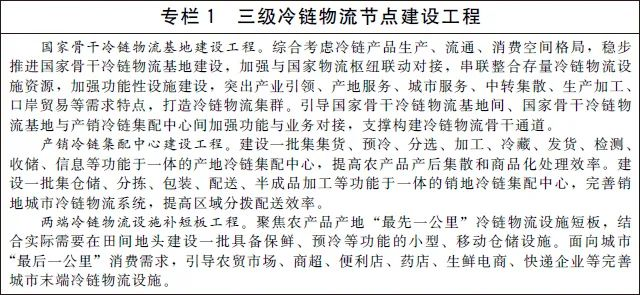 专栏1 三级冷链物流节点建设工程
国家骨干冷链物流基地建设工程。综合考虑冷链产品生产、流通、消费空间格局，稳步
推进国家骨干冷链物流基地建设，加强与国家物流枢纽联动对接，串联整合存量冷链物流设
施资源，加强功能性设施建设，突出产业引领、产地服务、城市服务、中转集散、生产加工、
口岸贸易等需求特点，打造冷链物流集群。引导国家骨干冷链物流基地间、国家骨干冷链物
流基地与产销冷链集配中心间加强功能与业务对接，支撑构建冷链物流骨干通道。
产销冷链集配中心建设工程。建设一批集集货、预冷、分选、加工、冷藏、发货、检测、
收储、信息等功能于一体的产地冷链集配中心，提高农产品产后集散和商品化处理效率。建
设一批集仓储、分拣、包装、配送、半成品加工等功能于一体的销地冷链集配中心，完善销
地城市冷链物流系统，提高区域分拨配送效率。
两端冷链物流设施补短板工程。聚焦农产品产地“最先一公里”冷链物流设施短板，结
合实际需要在田间地头建设一批具备保鲜、预冷等功能的小型、移动仓储设施。面向城市
“最后一公里”消费需求，引导农贸市场、商超、便利店、药店、生鲜电商、快递企业等完善
城市末端冷链物流设施。